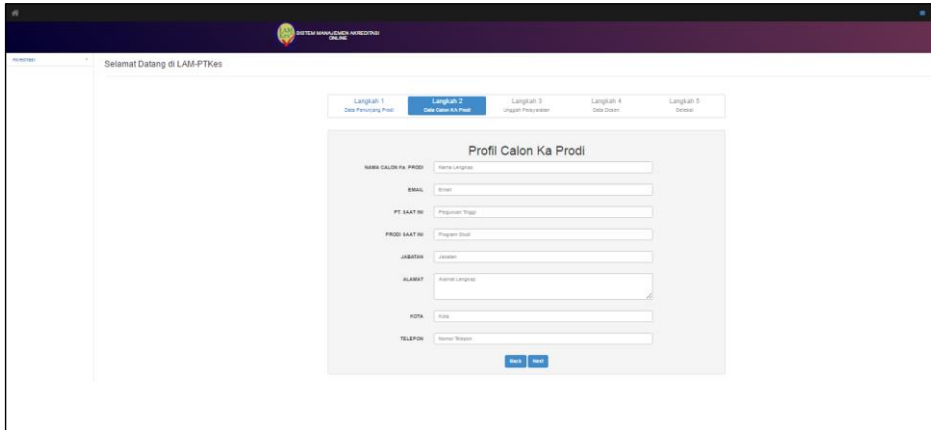 SISTEM MANAJEMEN AKREDITASI
ONLINE
Akreditasi
Selamat Datang di LAM-PTKes
Langkah 1
Data Penunjang Prodi
Langkah 2
Data Calon KA Prodi
Langkah 3
Unggah Persyaratan
Langkah 4
Data Dosen
Langkah 5
Selesai
Profil Calon Ka Prodi
NAMA CALON Ka. PRODI
Nama Lengkap
EMAIL
Email
PT. SAAT INI
Perguruan Tinggi
PRODI SAAT INI
Program Studi
JABATAN
Jabatan
ALAMAT
Alamat Lengkap
KOTA
Kota
TELEPON
Nomor Telepon
Back
Next